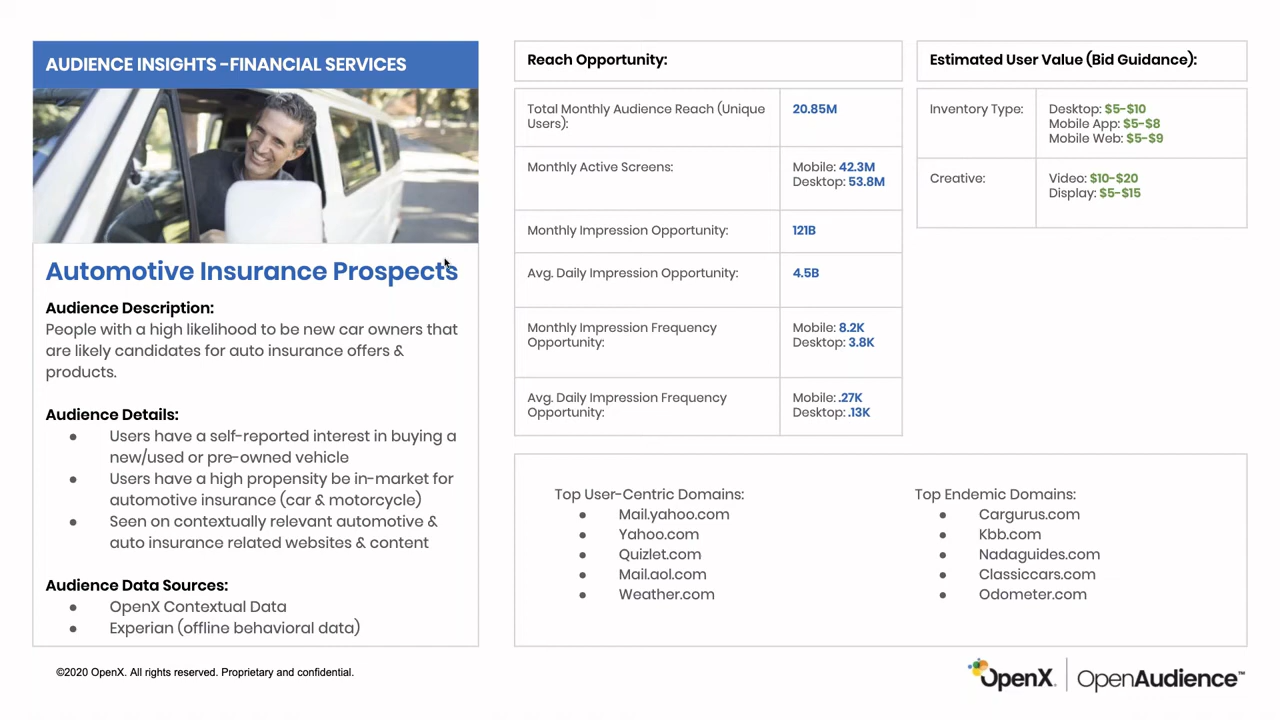 AUDIENCE INSIGHTS -FINANCIAL SERVICES
Automotive Insurance Prospects
Audience Description:
People with a high likelihood to be new car owners that
are likely candidates for auto insurance offers &
products.
Audience Details:
● Users have a self-reported interest in buying a
new/used or pre-owned vehicle
● Users have a high propensity be in-market for
automotive insurance (car & motorcycle)
● Seen on contextually relevant automotive &
auto insurance related websites & content
Audience Data Sources:
● OpenX Contextual Data
● Experian (offline behavioral data)
Reach Opportunity:
Total Monthly Audience Reach (Unique
Users):
20.85M
Monthly Active Screens:
Mobile: 42.3M
Desktop: 53.8M
Monthly Impression Opportunity:
121B
Avg. Daily Impression Opportunity:
4.5B
Monthly Impression Frequency
Opportunity:
Mobile: 8.2K
Desktop: 3.8K
Avg. Daily Impression Frequency
Opportunity:
Mobile: .27K
Desktop: .13K
Estimated User Value (Bid Guidance):
Inventory Type:
Desktop: $5-$10
Mobile App: $5-$8
Mobile Web: $5-$9
Creative:
Video: $10-$20
Display: $5-$15
Top User-Centric Domains:
● Mail.yahoo.com
● Yahoo.com
● Quizlet.com
● Mail.aol.com
● Weather.com
Top Endemic Domains:
● Cargurus.com
● Kbb.com
● Nadaguides.com
● Classiccars.com
● Odometer.com
©2020 OpenX. All rights reserved. Proprietary and confidential.
OpenX. | OpenAudience™